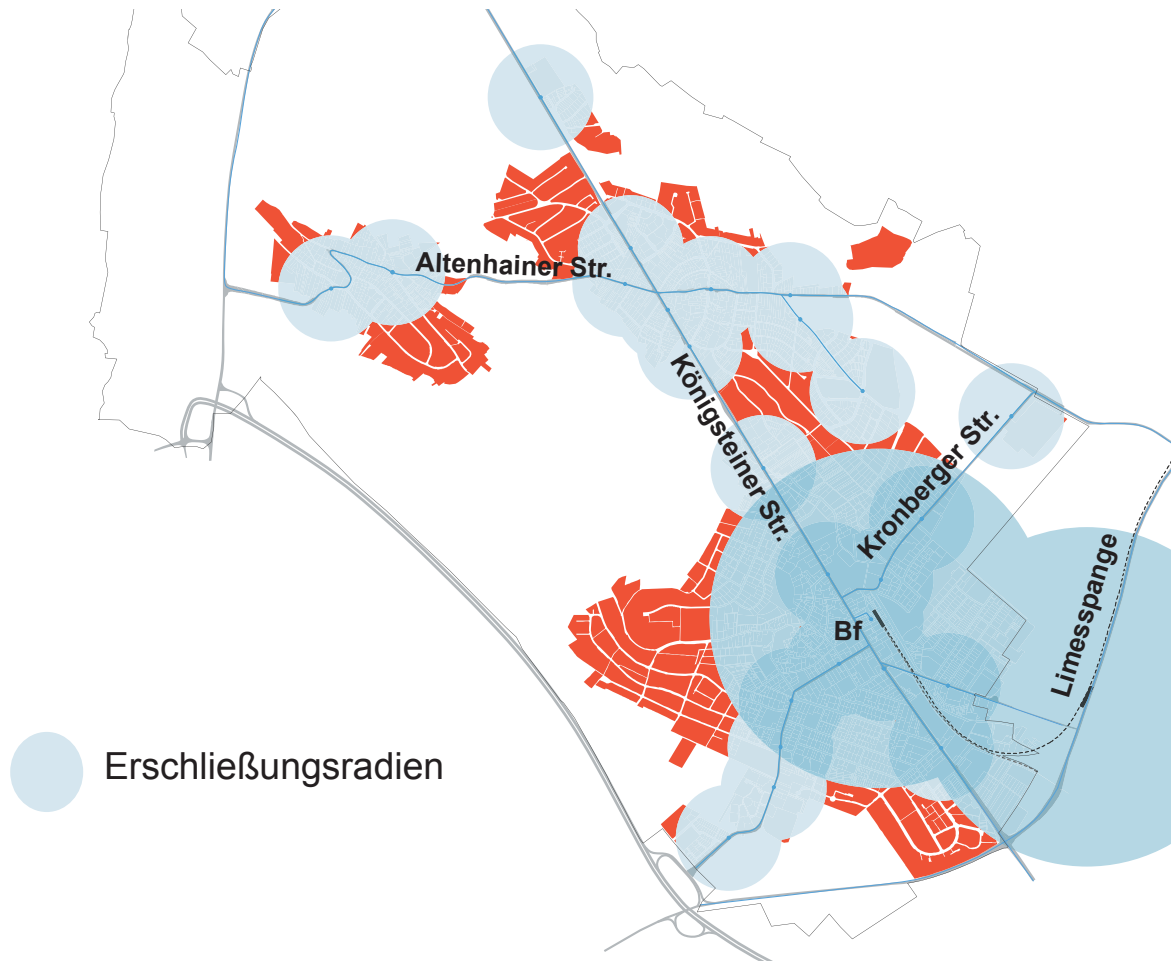 Altenhainer Str.
Königsteiner Str.
Kronberger Str.
Limesspange
Bf
Erschließungsradien